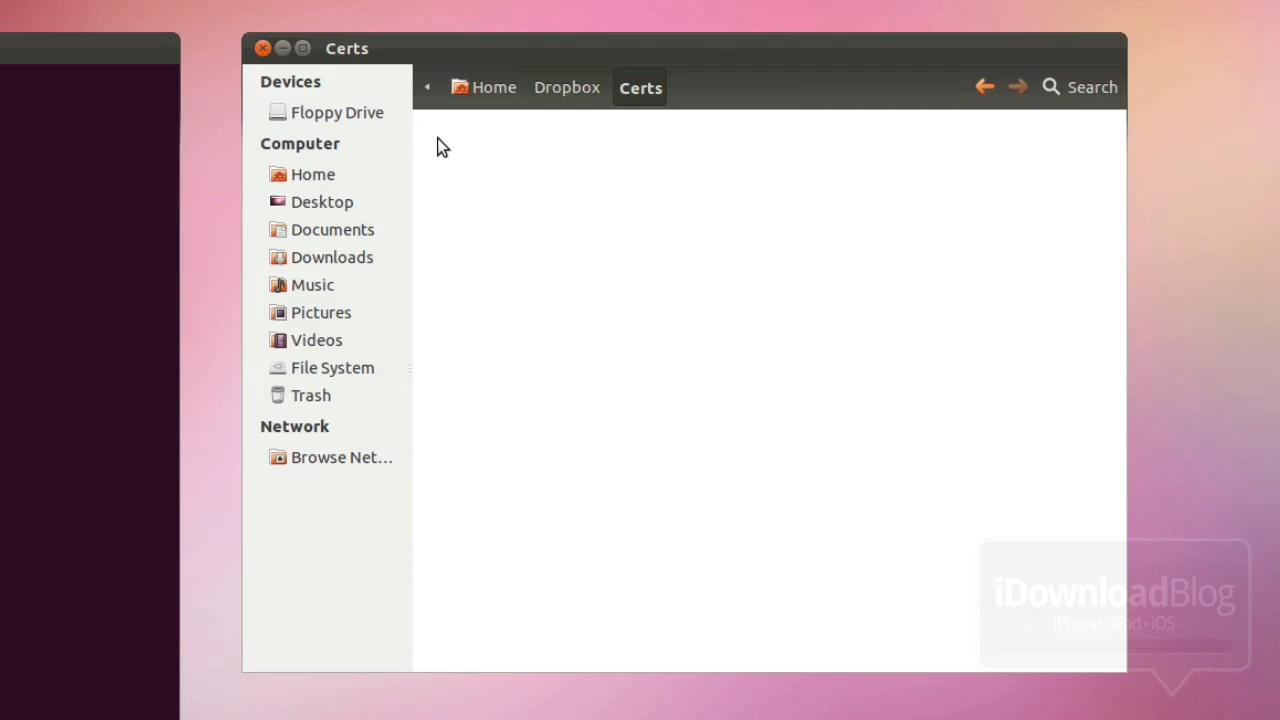 Certs
Devices
Floppy Drive
Computer
Home
Desktop
Documents
Downloads
Music
Pictures
Videos
File System
Trash
Network
Browse Net...
Home Dropbox Certs Search
iDownloadBlog
iPhone • iPad • iOS